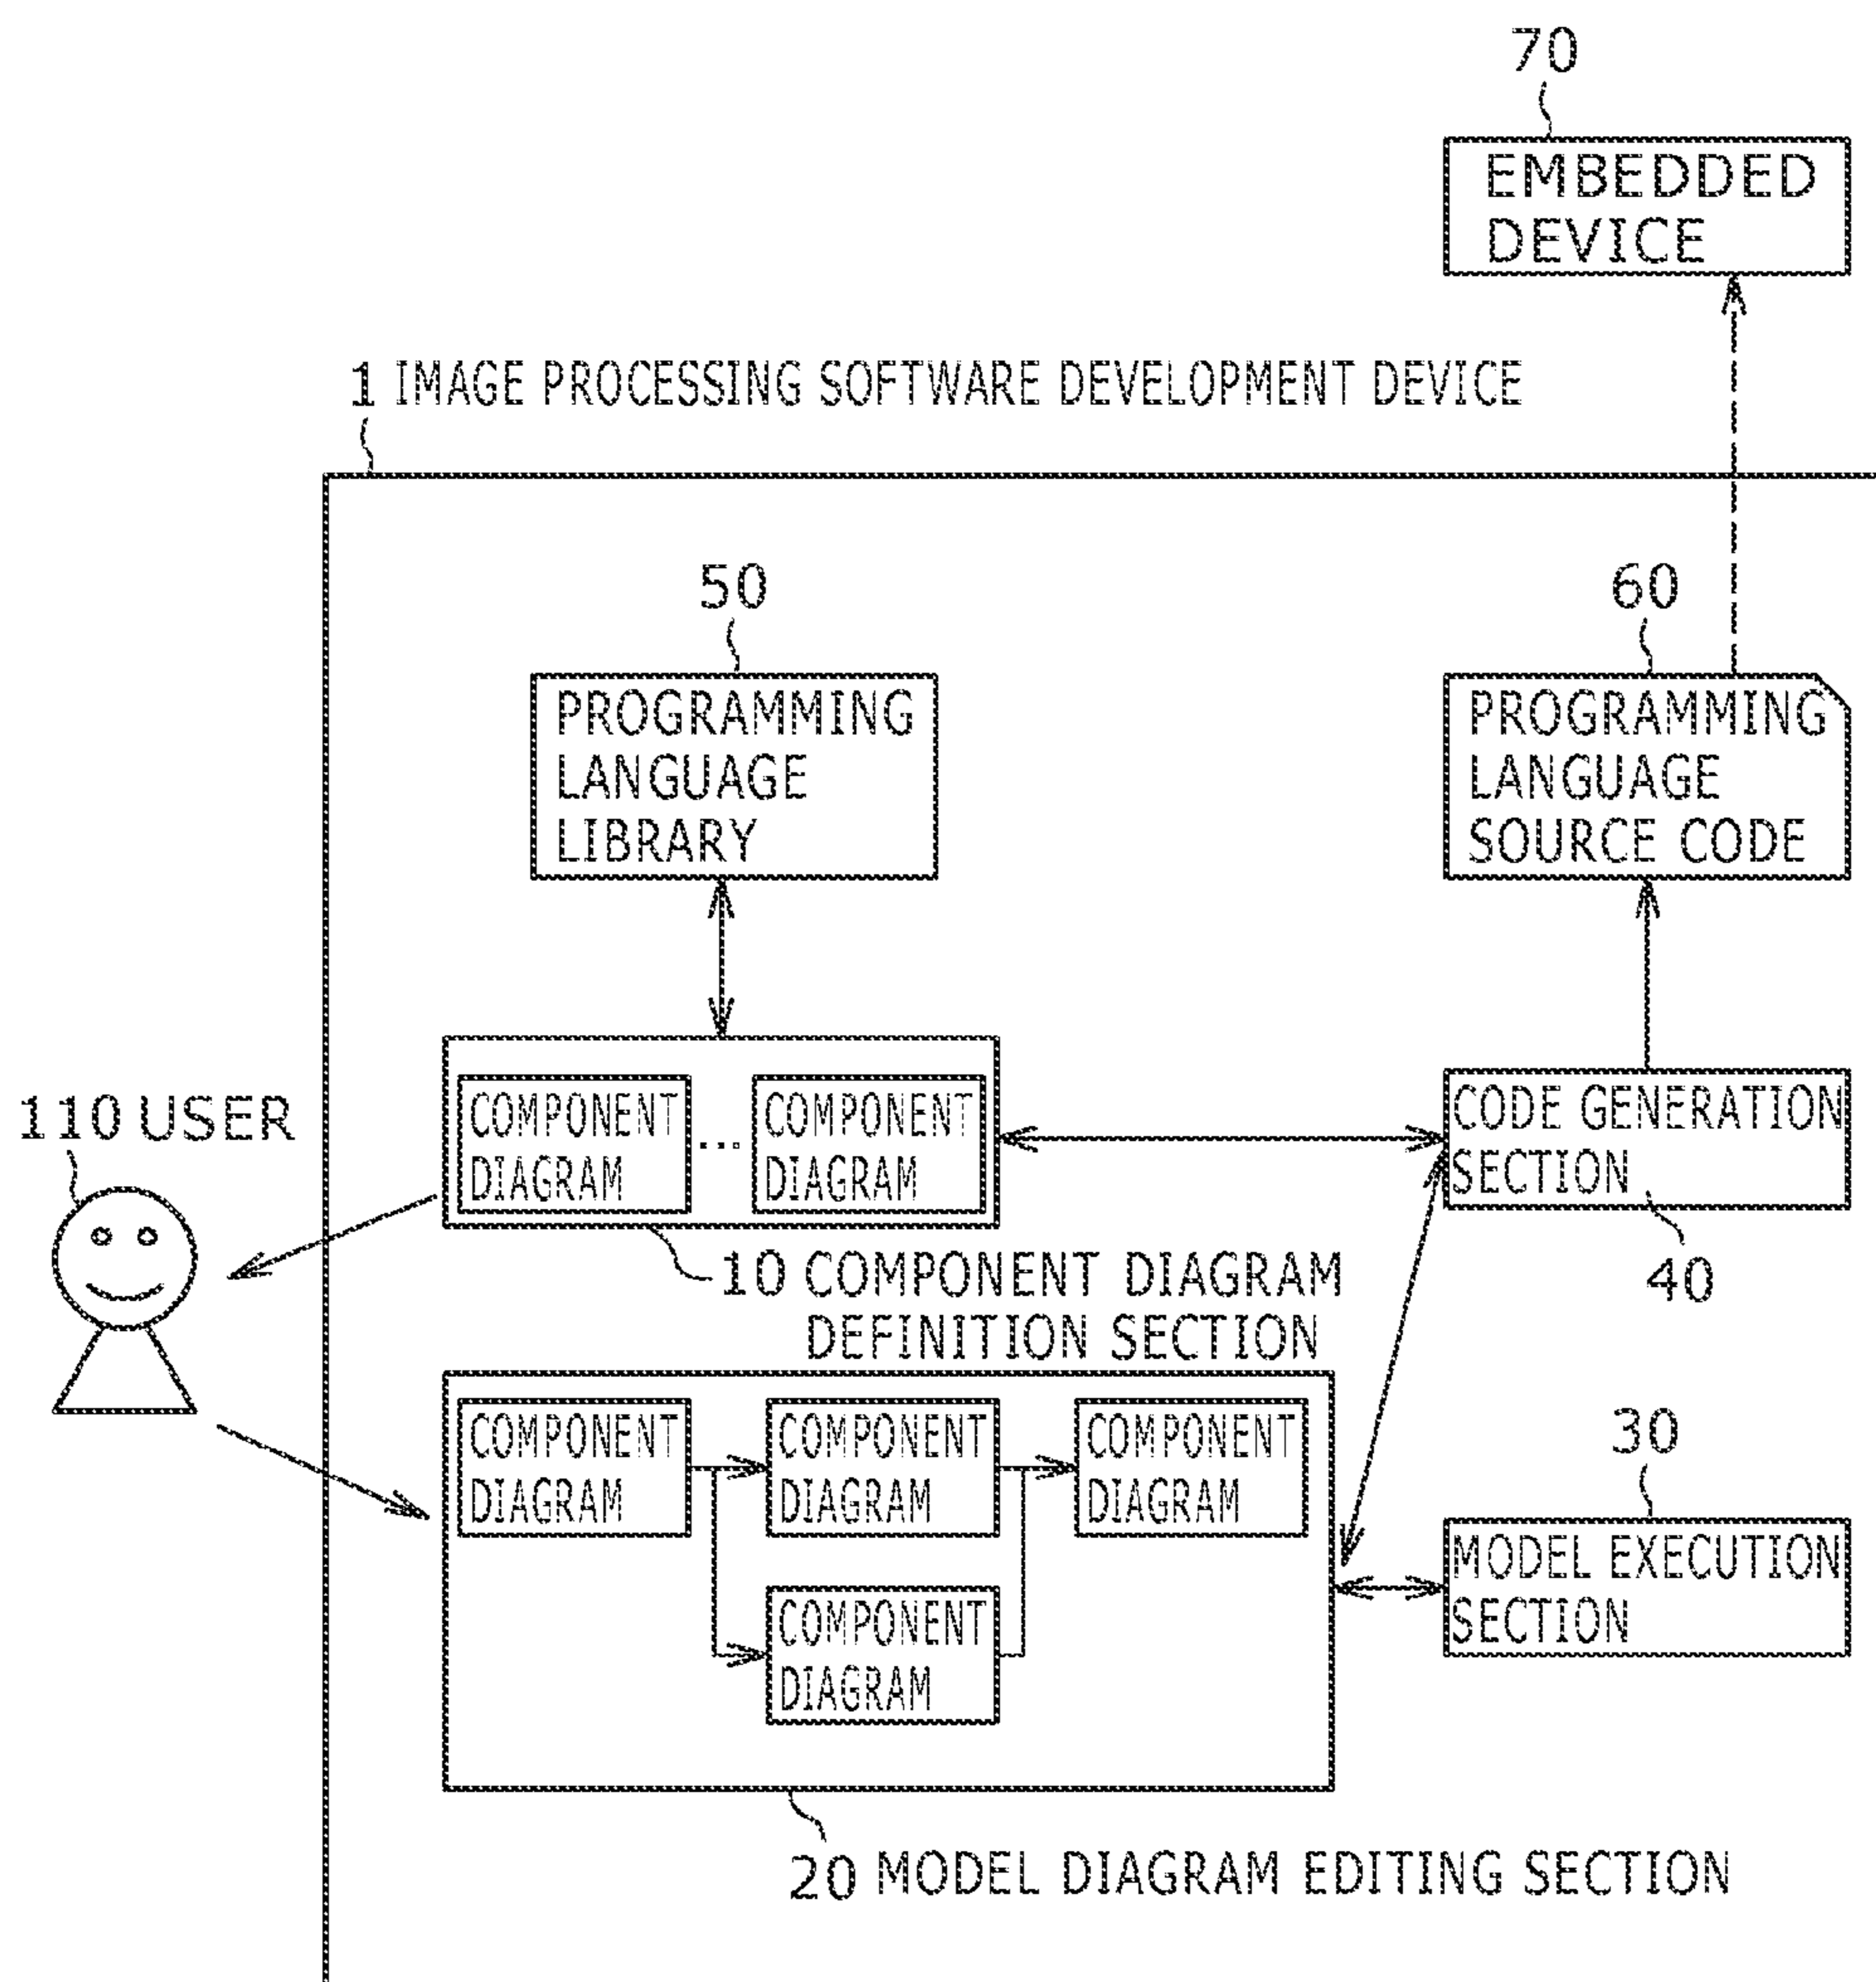 70
EMBEDDED
DEVICE
1 IMAGE PROCESSING SOFTWARE DEVELOPMENT DEVICE
50
PROGRAMMING
LANGUAGE
LIBRARY
60
PROGRAMMING
LANGUAGE
SOURCE CODE
110 USER
COMPONENT
DIAGRAM
...
COMPONENT
DIAGRAM
CODE GENERATION
SECTION
40
10 COMPONENT DIAGRAM
DEFINITION SECTION
COMPONENT
DIAGRAM
COMPONENT
DIAGRAM
COMPONENT
DIAGRAM
COMPONENT
DIAGRAM
30
MODEL EXECUTION
SECTION
20 MODEL DIAGRAM EDITING SECTION